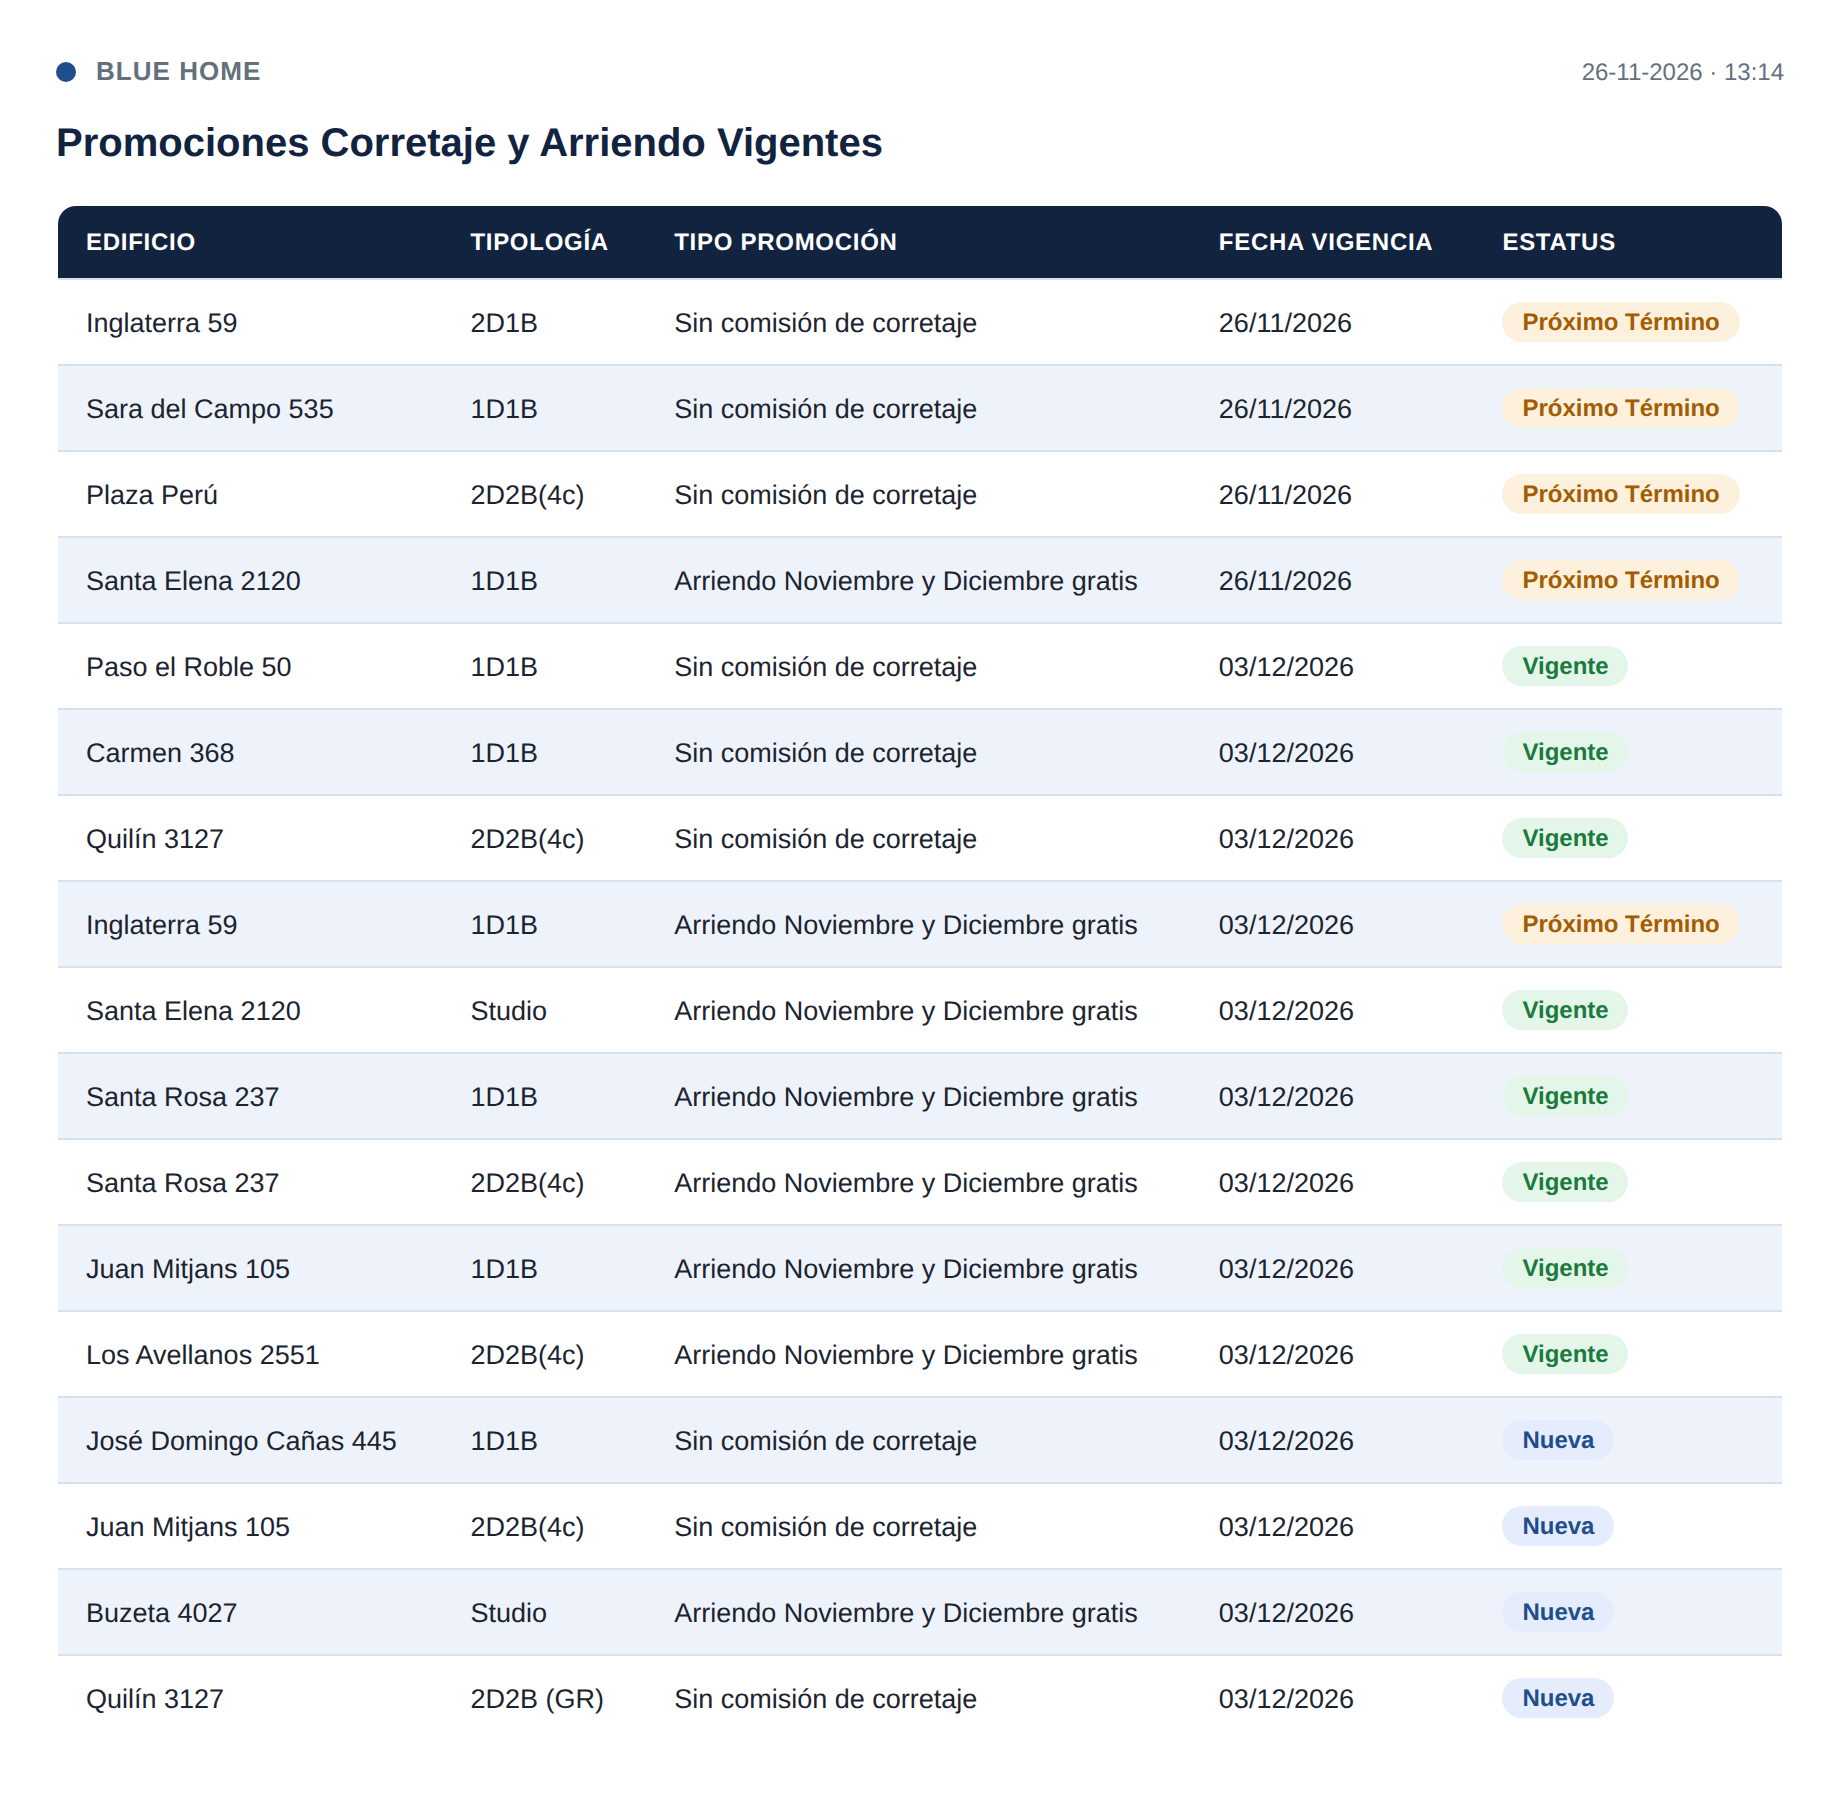 BLUE HOME 26-11-2026 · 13:14
Promociones Corretaje y Arriendo Vigentes
EDIFICIO TIPOLOGÍA TIPO PROMOCIÓN FECHA VIGENCIA ESTATUS
Inglaterra 59 2D1B Sin comisión de corretaje 26/11/2026 Próximo Término
Sara del Campo 535 1D1B Sin comisión de corretaje 26/11/2026 Próximo Término
Plaza Perú 2D2B(4c) Sin comisión de corretaje 26/11/2026 Próximo Término
Santa Elena 2120 1D1B Arriendo Noviembre y Diciembre gratis 26/11/2026 Próximo Término
Paso el Roble 50 1D1B Sin comisión de corretaje 03/12/2026 Vigente
Carmen 368 1D1B Sin comisión de corretaje 03/12/2026 Vigente
Quilín 3127 2D2B(4c) Sin comisión de corretaje 03/12/2026 Vigente
Inglaterra 59 1D1B Arriendo Noviembre y Diciembre gratis 03/12/2026 Próximo Término
Santa Elena 2120 Studio Arriendo Noviembre y Diciembre gratis 03/12/2026 Vigente
Santa Rosa 237 1D1B Arriendo Noviembre y Diciembre gratis 03/12/2026 Vigente
Santa Rosa 237 2D2B(4c) Arriendo Noviembre y Diciembre gratis 03/12/2026 Vigente
Juan Mitjans 105 1D1B Arriendo Noviembre y Diciembre gratis 03/12/2026 Vigente
Los Avellanos 2551 2D2B(4c) Arriendo Noviembre y Diciembre gratis 03/12/2026 Vigente
José Domingo Cañas 445 1D1B Sin comisión de corretaje 03/12/2026 Nueva
Juan Mitjans 105 2D2B(4c) Sin comisión de corretaje 03/12/2026 Nueva
Buzeta 4027 Studio Arriendo Noviembre y Diciembre gratis 03/12/2026 Nueva
Quilín 3127 2D2B (GR) Sin comisión de corretaje 03/12/2026 Nueva